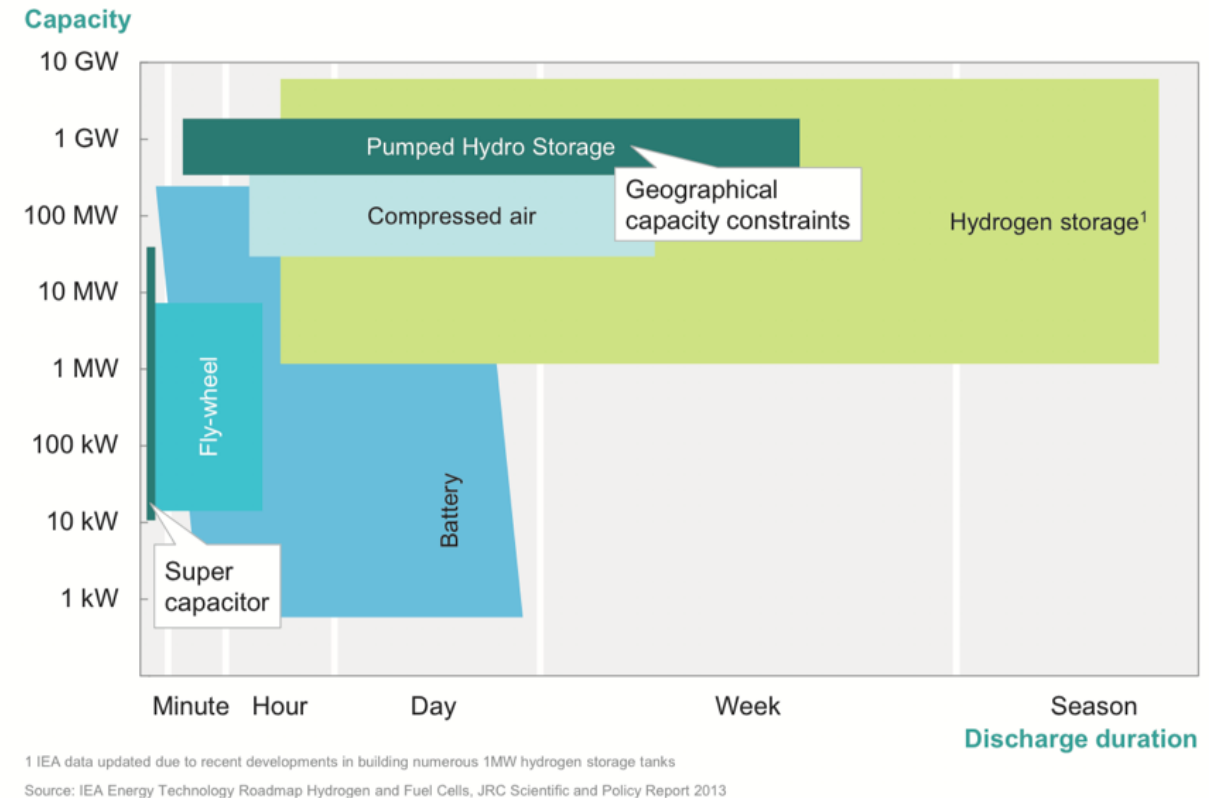 Capacity
10 GW
1 GW
100 MW
10 MW
1 MW
100 kW
10 kW
1 kW
Pumped Hydro Storage
Geographical
capacity constraints
Compressed air
Hydrogen storage¹
Fly-wheel
Battery
Super
capacitor
Minute Hour Day Week Season
Discharge duration
1 IEA data updated due to recent developments in building numerous 1MW hydrogen storage tanks
Source: IEA Energy Technology Roadmap Hydrogen and Fuel Cells, JRC Scientific and Policy Report 2013